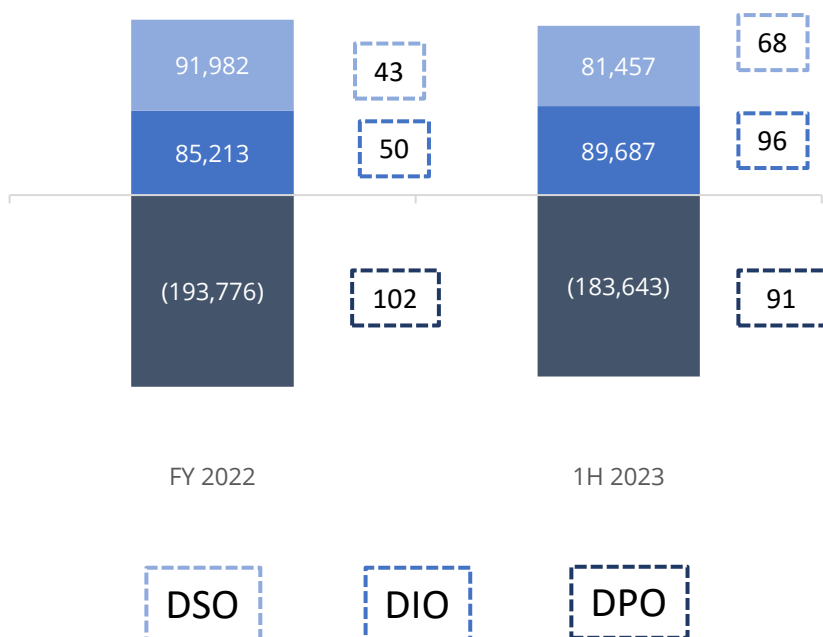 91,982
43
81,457
68
85,213
50
89,687
96
(193,776)
102
(183,643)
91
FY 2022
1H 2023
DSO
DIO
DPO